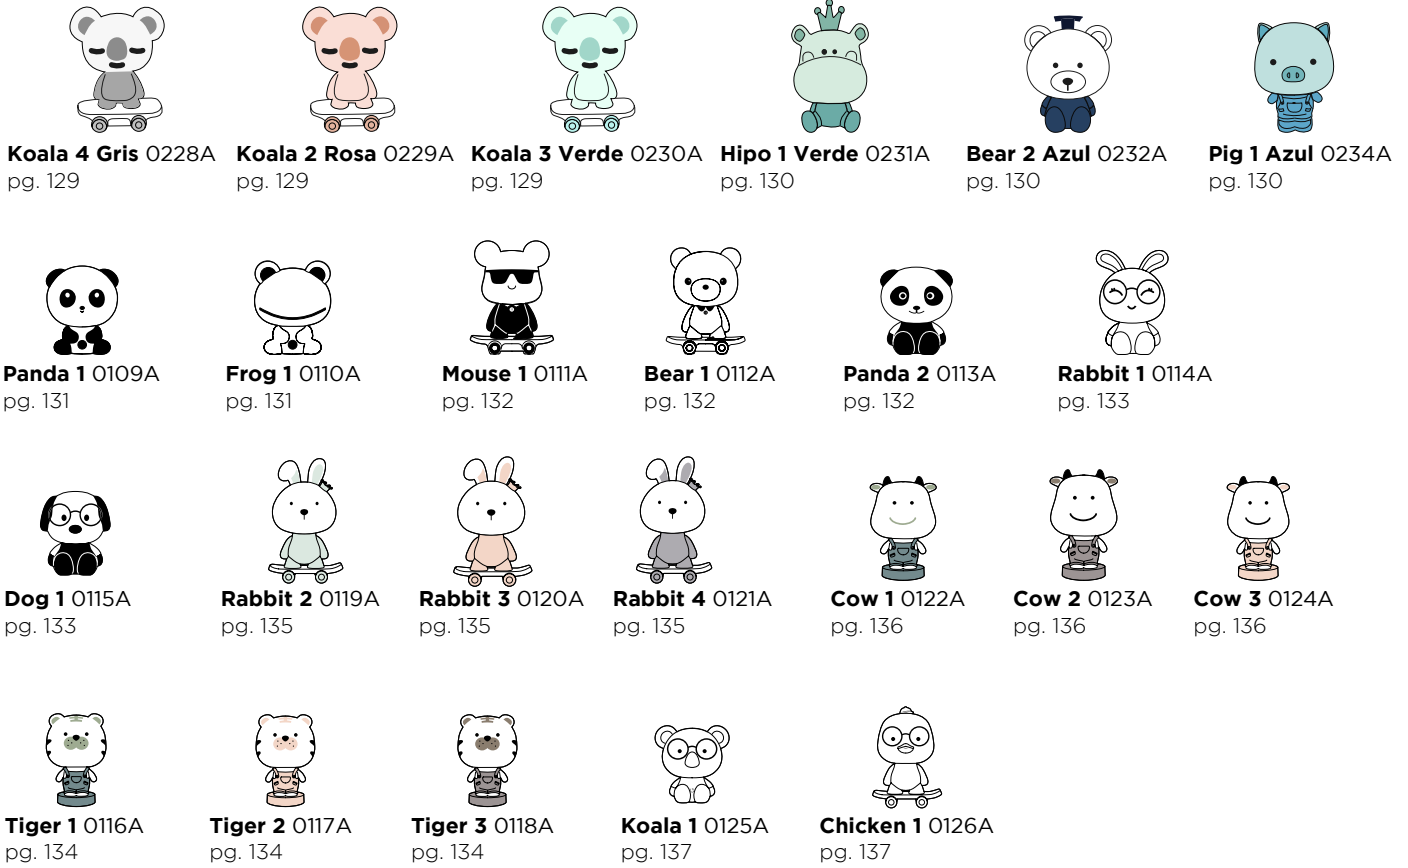 Koala 4 Gris 0228A
pg. 129
Koala 2 Rosa 0229A
pg. 129
Koala 3 Verde 0230A
pg. 129
Hipo 1 Verde 0231A
pg. 130
Bear 2 Azul 0232A
pg. 130
Pig 1 Azul 0234A
pg. 130
Panda 1 0109A
pg. 131
Frog 1 0110A
pg. 131
Mouse 1 0111A
pg. 132
Bear 1 0112A
pg. 132
Panda 2 0113A
pg. 132
Rabbit 1 0114A
pg. 133
Dog 1 0115A
pg. 133
Rabbit 2 0119A
pg. 135
Rabbit 3 0120A
pg. 135
Rabbit 4 0121A
pg. 135
Cow 1 0122A
pg. 136
Cow 2 0123A
pg. 136
Cow 3 0124A
pg. 136
Tiger 1 0116A
pg. 134
Tiger 2 0117A
pg. 134
Tiger 3 0118A
pg. 134
Koala 1 0125A
pg. 137
Chicken 1 0126A
pg. 137